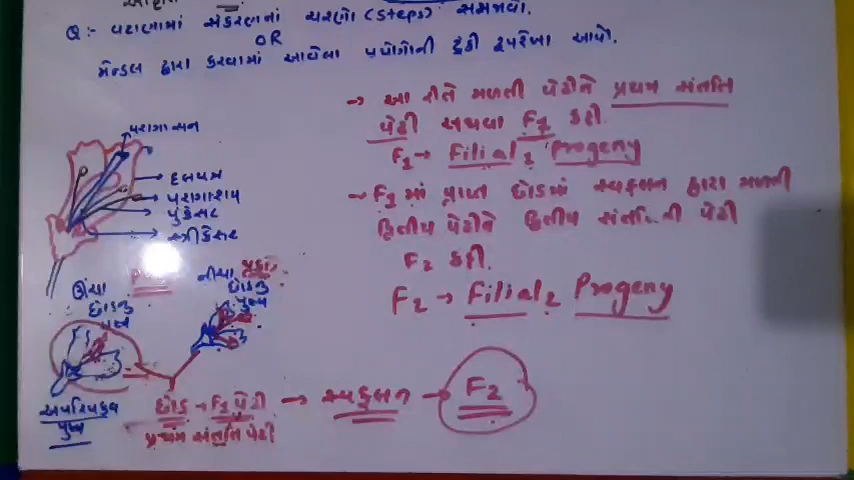 Q:- વટાણામાં સંકરણનાં ચરણો (Steps) સમજાવો.
OR
મેન્ડલ દ્વારા કરવામાં આવેલા પ્રયોગોની ટૂંકી રૂપરેખા આપો.
પરાગાસન
દલપત્ર
પરાગાશય
પુંકેસર
સ્ત્રીકેસર
→ આ રીતે મળતી પેઢીને પ્રથમ સંતતિ
પેઢી અથવા F1 કહી.
F1 → Filial Progeny
→ F1 માં પ્રાપ્ત છોડમાં સ્વફલન દ્વારા મળતી
દ્વિતીય પેઢીને દ્વિતીય સંતતિની પેઢી
F2 કહી.
F2 → Filial2 Progeny
ઊંચા
છોડનું
પુષ્પ
નીચા
છોડનું
પુષ્પ
અપરિપક્વ
પુષ્પ
છોડ → F1 પેઢી → સ્વફલન → F2
પ્રથમ સંતતિ પેઢી